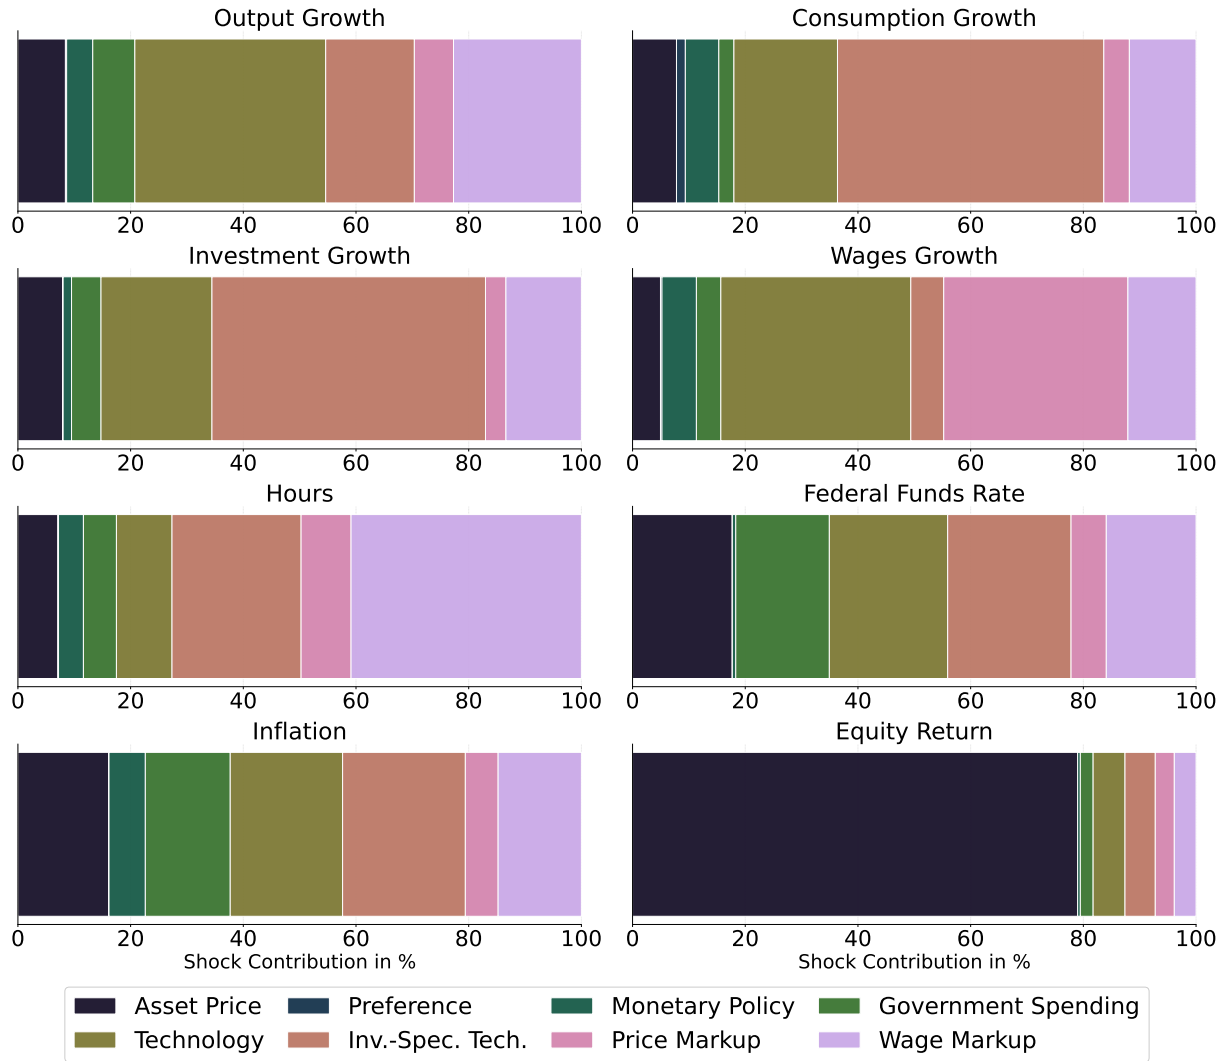 Output Growth
Consumption Growth
0 20 40 60 80 100
0 20 40 60 80 100
Investment Growth
Wages Growth
0 20 40 60 80 100
0 20 40 60 80 100
Hours
Federal Funds Rate
0 20 40 60 80 100
0 20 40 60 80 100
Inflation
Equity Return
0 20 40 60 80 100
0 20 40 60 80 100
Shock Contribution in %
Shock Contribution in %
Asset Price Preference Monetary Policy Government Spending
Technology Inv.-Spec. Tech. Price Markup Wage Markup